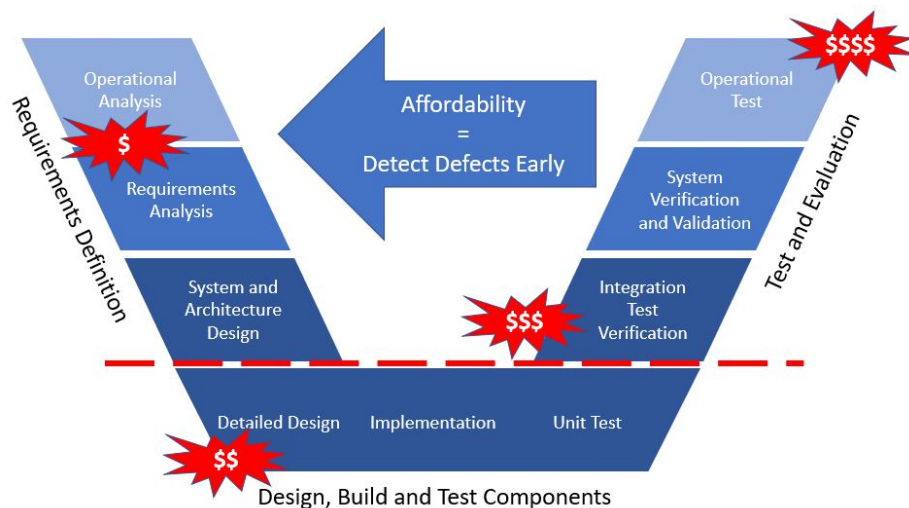 Operational
Analysis
$
Requirements
Analysis
System and
Architecture
Design
Requirements Definition
Affordability
=
Detect Defects Early
$$$$
Operational
Test
System
Verification
and Validation
$$$
Integration
Test
Verification
Test and Evaluation
Detailed Design
Implementation
Unit Test
$$
Design, Build and Test Components